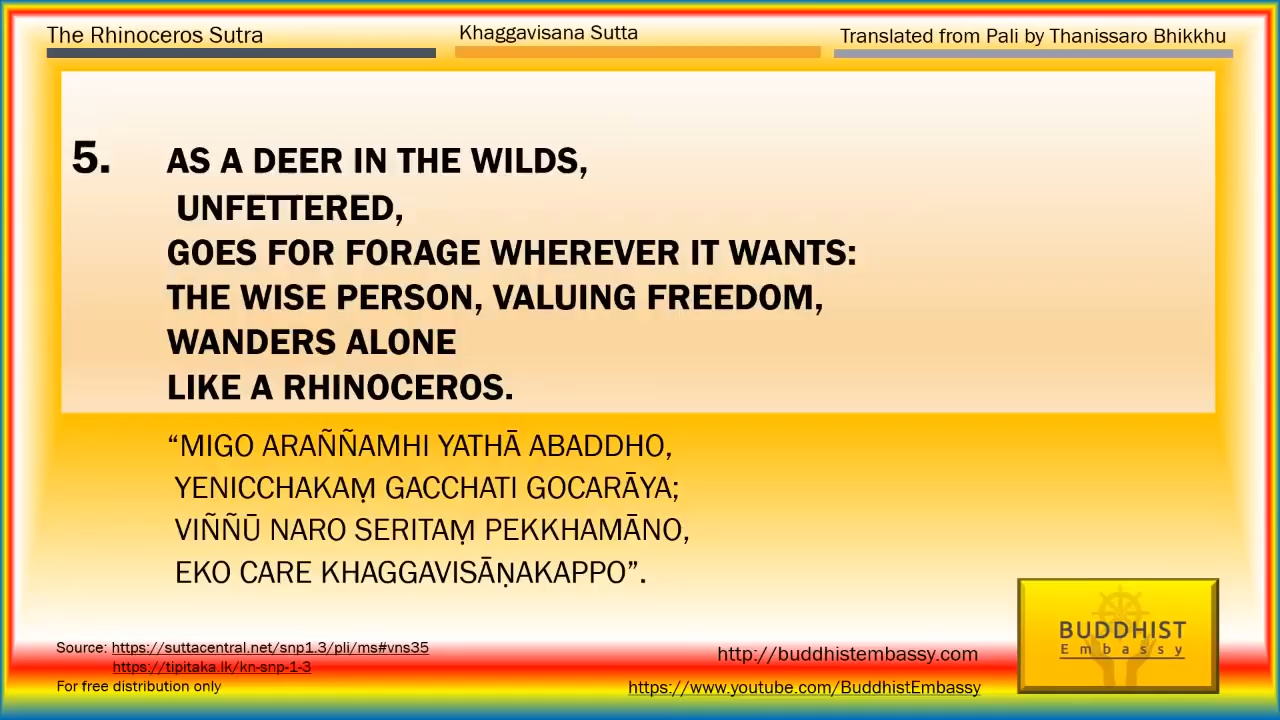 The Rhinoceros Sutra
Khaggavisana Sutta
Translated from Pali by Thanissaro Bhikkhu
5. AS A DEER IN THE WILDS,
UNFETTERED,
GOES FOR FORAGE WHEREVER IT WANTS:
THE WISE PERSON, VALUING FREEDOM,
WANDERS ALONE
LIKE A RHINOCEROS.
“MIGO ARAÑÑAMHI YATHĀ ABADDHO,
YENICCHAKAṂ GACCHATI GOCARĀYA;
VIÑÑŪ NARO SERITAṂ PEKKHAMĀNO,
EKO CARE KHAGGAVISĀṆAKAPPO”.
Source: https://suttacentral.net/snp1.3/pli/ms#vns35
https://tipitaka.lk/kn-snp-1-3
For free distribution only
http://buddhistembassy.com
https://www.youtube.com/BuddhistEmbassy
BUDDHIST
Embassy